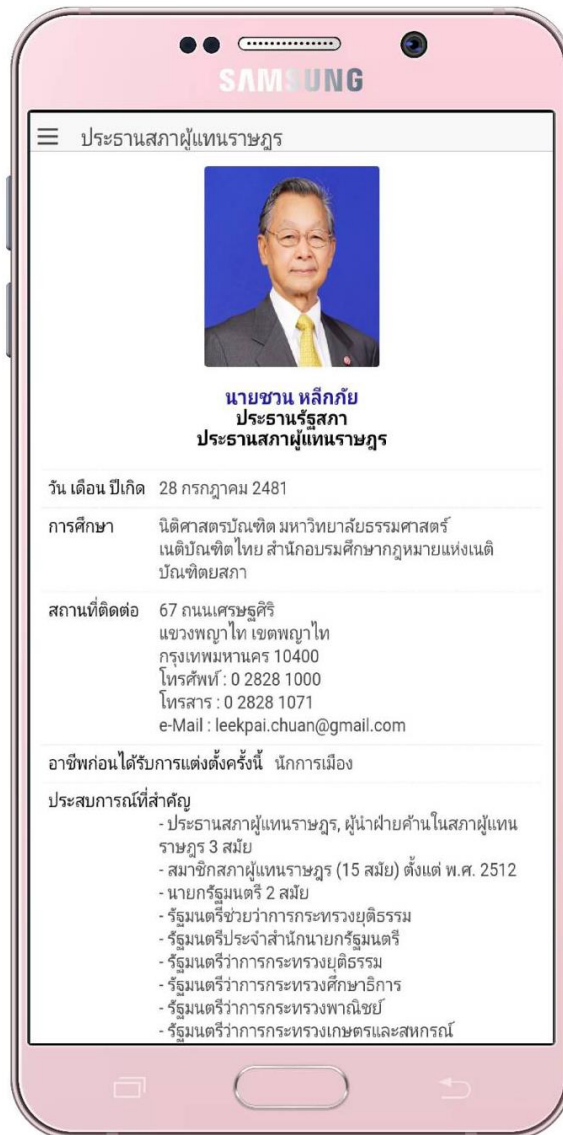 SAMSUNG
ประธานสภาผู้แทนราษฎร
นายชวน หลีกภัย
ประธานรัฐสภา
ประธานสภาผู้แทนราษฎร
วัน เดือน ปีเกิด 28 กรกฎาคม 2481
การศึกษา นิติศาสตรบัณฑิต มหาวิทยาลัยธรรมศาสตร์
เนติบัณฑิตไทย สำนักอบรมศึกษากฎหมายแห่งเนติ
บัณฑิตยสภา
สถานที่ติดต่อ 67 ถนนเศรษฐศิริ
แขวงพญาไท เขตพญาไท
กรุงเทพมหานคร 10400
โทรศัพท์ : 0 2828 1000
โทรสาร : 0 2828 1071
e-Mail : leekpai.chuan@gmail.com
อาชีพก่อนได้รับการแต่งตั้งครั้งนี้ นักการเมือง
ประสบการณ์ที่สำคัญ
- ประธานสภาผู้แทนราษฎร, ผู้นำฝ่ายค้านในสภาผู้แทน
ราษฎร 3 สมัย
- สมาชิกสภาผู้แทนราษฎร (15 สมัย) ตั้งแต่ พ.ศ. 2512
- นายกรัฐมนตรี 2 สมัย
- รัฐมนตรีช่วยว่าการกระทรวงยุติธรรม
- รัฐมนตรีประจำสำนักนายกรัฐมนตรี
- รัฐมนตรีว่าการกระทรวงยุติธรรม
- รัฐมนตรีว่าการกระทรวงศึกษาธิการ
- รัฐมนตรีว่าการกระทรวงพาณิชย์
- รัฐมนตรีว่าการกระทรวงเกษตรและสหกรณ์